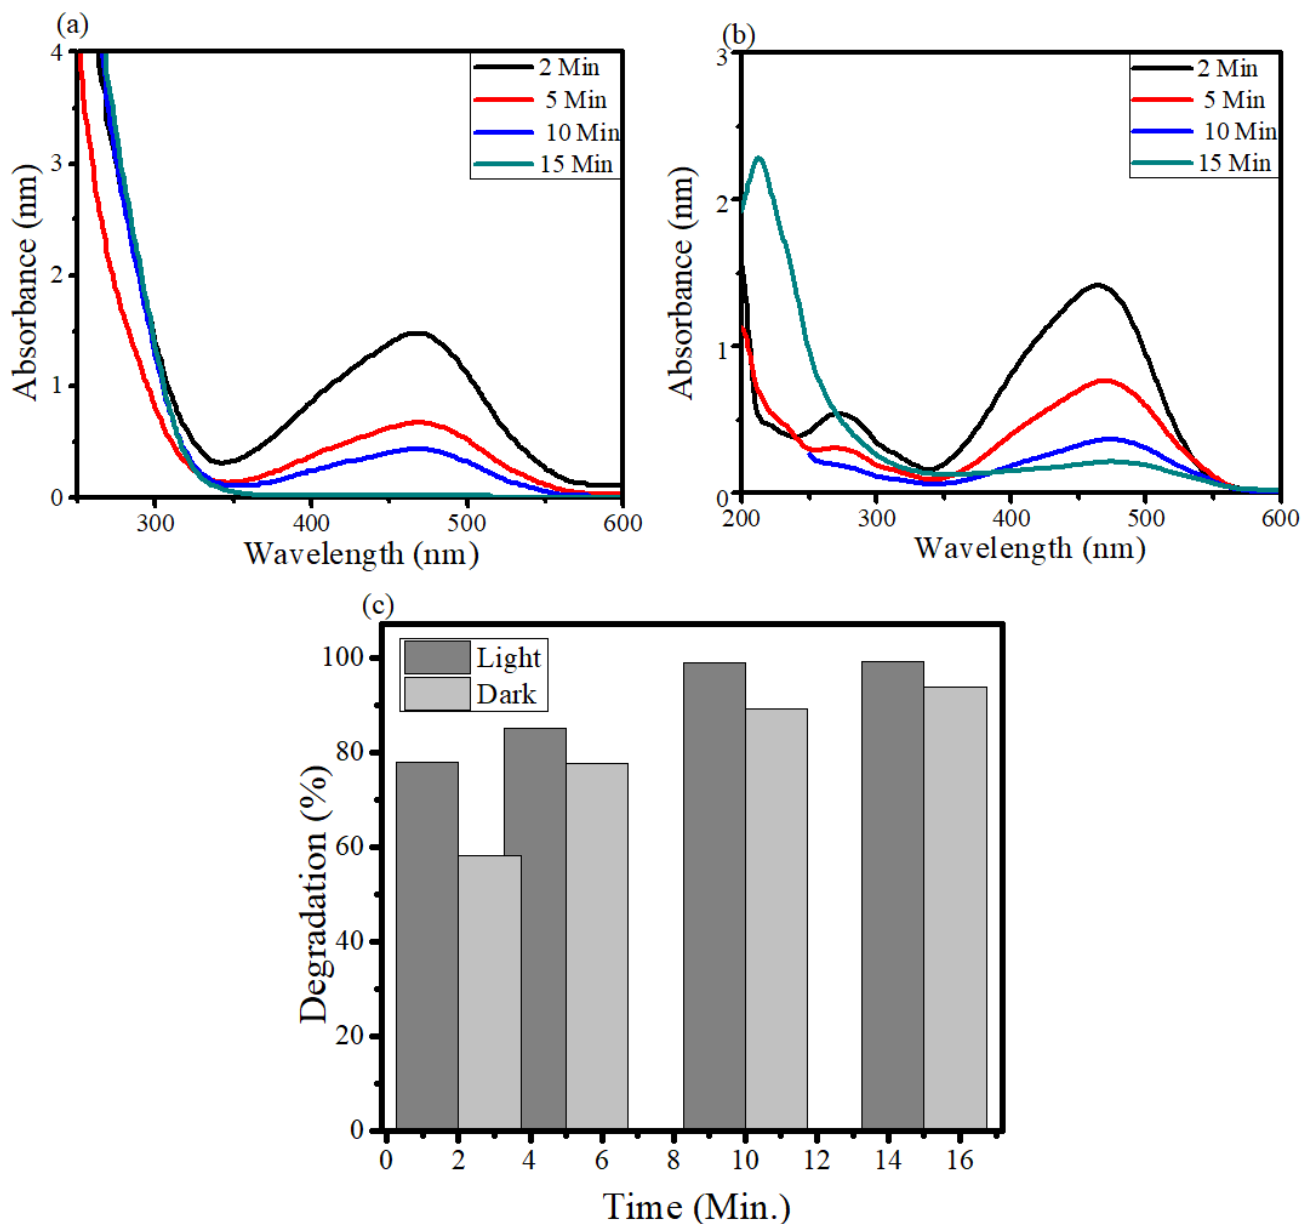 (a)
4
3
2
1
0
Absorbance (nm)
2 Min
5 Min
10 Min
15 Min
300 400 500 600
Wavelength (nm)
(b)
3
2
1
0
Absorbance (nm)
2 Min
5 Min
10 Min
15 Min
200 300 400 500 600
Wavelength (nm)
(c)
100
80
60
40
20
0
Degradation (%)
Light
Dark
0 2 4 6 8 10 12 14 16
Time (Min.)